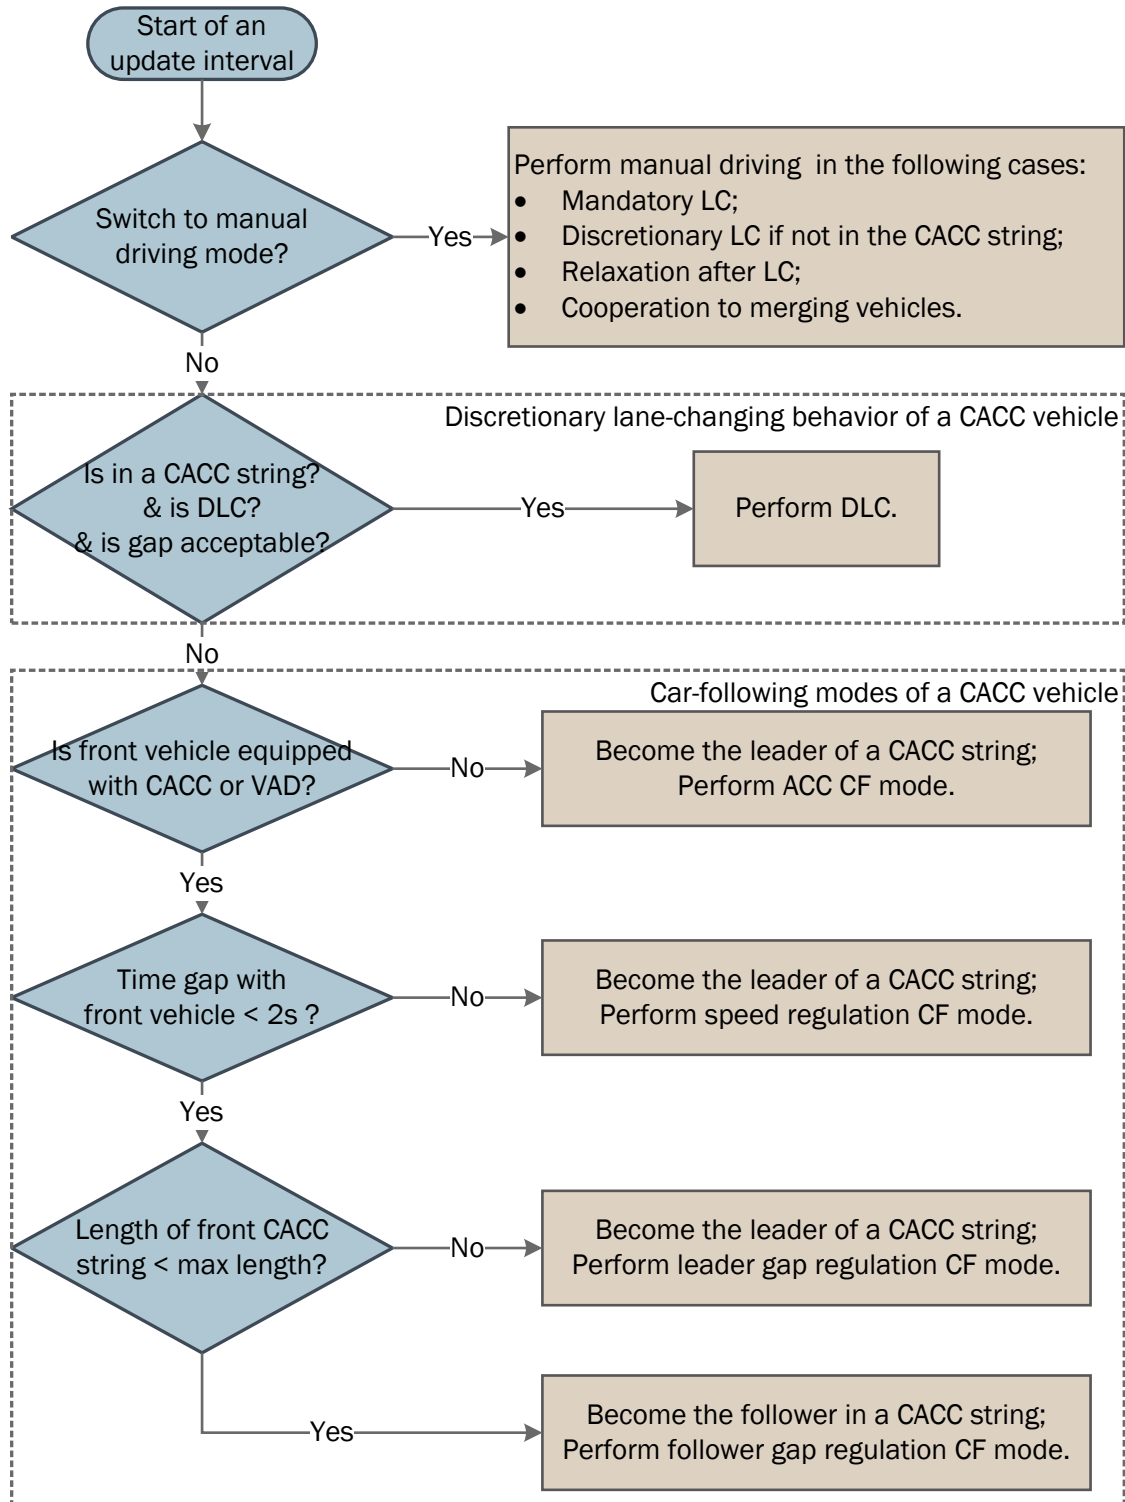 Start of an
update interval
Switch to manual
driving mode?
Yes
Perform manual driving in the following cases:
• Mandatory LC;
• Discretionary LC if not in the CACC string;
• Relaxation after LC;
• Cooperation to merging vehicles.
No
Discretionary lane-changing behavior of a CACC vehicle
Is in a CACC string?
& is DLC?
& is gap acceptable?
Yes
Perform DLC.
No
Car-following modes of a CACC vehicle
Is front vehicle equipped
with CACC or VAD?
No
Become the leader of a CACC string;
Perform ACC CF mode.
Yes
Time gap with
front vehicle < 2s ?
No
Become the leader of a CACC string;
Perform speed regulation CF mode.
Yes
Length of front CACC
string < max length?
No
Become the leader of a CACC string;
Perform leader gap regulation CF mode.
Yes
Become the follower in a CACC string;
Perform follower gap regulation CF mode.